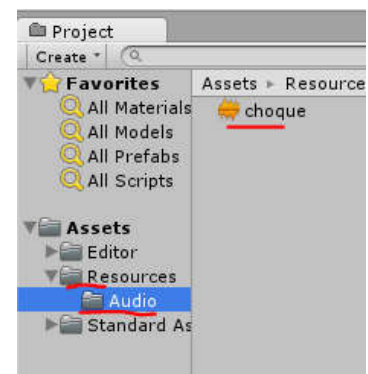 Project
Create
Favorites
All Materials
All Models
All Prefabs
All Scripts
Assets
Editor
Resources
Audio
Standard As
Assets ▸ Resource
choque